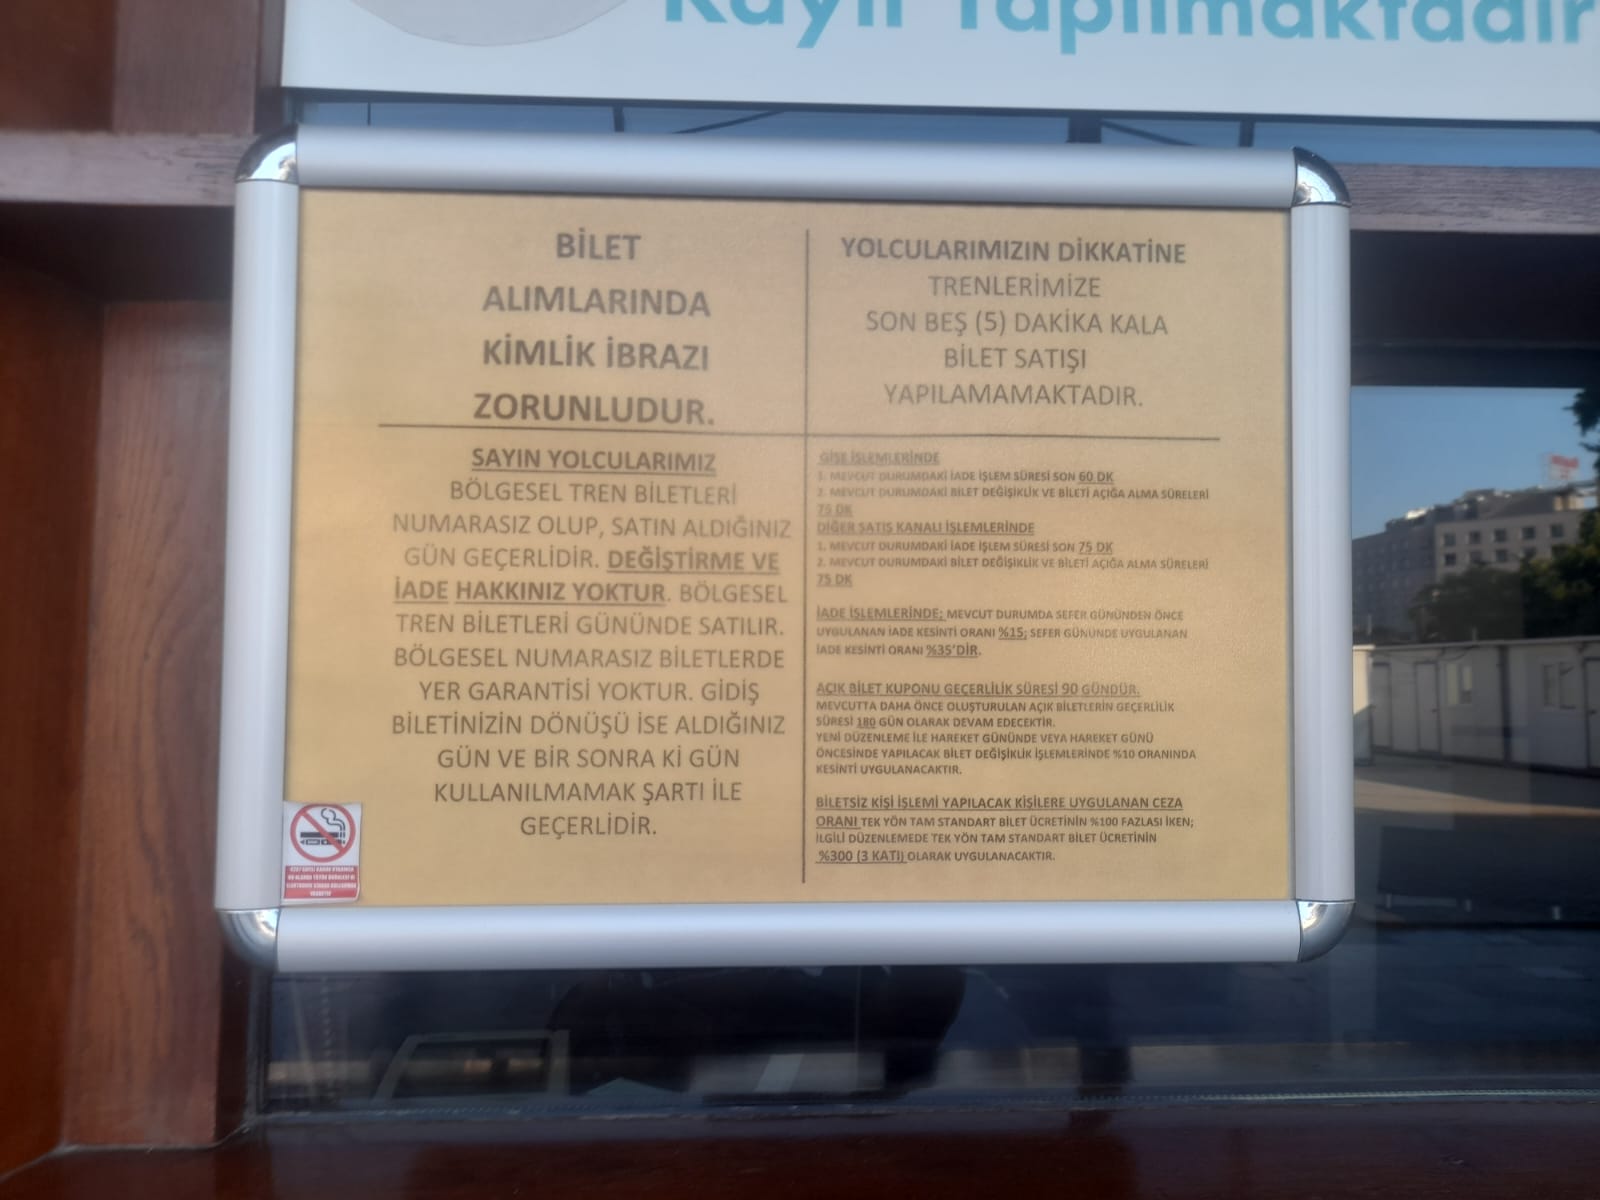 Kaydı Yapılmaktadır
BİLET
ALIMLARINDA
KİMLİK İBRAZI
ZORUNLUDUR.
SAYIN YOLCULARIMIZ
BÖLGESEL TREN BİLETLERİ
NUMARASIZ OLUP, SATIN ALDIĞINIZ
GÜN GEÇERLİDİR. DEĞİŞTİRME VE
İADE HAKKINIZ YOKTUR. BÖLGESEL
TREN BİLETLERİ GÜNÜNDE SATILIR.
BÖLGESEL NUMARASIZ BİLETLERDE
YER GARANTİSİ YOKTUR. GİDİŞ
BİLETİNİZİN DÖNÜŞÜ İSE ALDIĞINIZ
GÜN VE BİR SONRA Kİ GÜN
KULLANILMAMAK ŞARTI İLE
GEÇERLİDİR.
YOLCULARIMIZIN DİKKATİNE
TRENLERİMİZE
SON BEŞ (5) DAKİKA KALA
BİLET SATIŞI
YAPILAMAMAKTADIR.
GİŞE İŞLEMLERİNDE
1. MEVCUT DURUMDAKİ İADE İŞLEM SÜRESİ SON 60 DK
2. MEVCUT DURUMDAKİ BİLET DEĞİŞİKLİK VE BİLETİ AÇIĞA ALMA SÜRELERİ
75 DK
DİĞER SATIŞ KANALI İŞLEMLERİNDE
1. MEVCUT DURUMDAKİ İADE İŞLEM SÜRESİ SON 75 DK
2. MEVCUT DURUMDAKİ BİLET DEĞİŞİKLİK VE BİLETİ AÇIĞA ALMA SÜRELERİ
75 DK
İADE İŞLEMLERİNDE; MEVCUT DURUMDA SEFER GÜNÜNDEN ÖNCE
UYGULANAN İADE KESİNTİ ORANI %15; SEFER GÜNÜNDE UYGULANAN
İADE KESİNTİ ORANI %35'DİR.
AÇIK BİLET KUPONU GEÇERLİLİK SÜRESİ 90 GÜNDÜR.
MEVCUTTA DAHA ÖNCE OLUŞTURULAN AÇIK BİLETLERİN GEÇERLİLİK
SÜRESİ 180 GÜN OLARAK DEVAM EDECEKTİR.
YENİ DÜZENLEME İLE HAREKET GÜNÜNDE VEYA HAREKET GÜNÜ
ÖNCESİNDE YAPILACAK BİLET DEĞİŞİKLİK İŞLEMLERİNDE %10 ORANINDA
KESİNTİ UYGULANACAKTIR.
BİLETSİZ KİŞİ İŞLEMİ YAPILACAK KİŞİLERE UYGULANAN CEZA
ORANI TEK YÖN TAM STANDART BİLET ÜCRETİNİN %100 FAZLASI İKEN;
İLGİLİ DÜZENLEMEDE TEK YÖN TAM STANDART BİLET ÜCRETİNİN
%300 (3 KATI) OLARAK UYGULANACAKTIR.